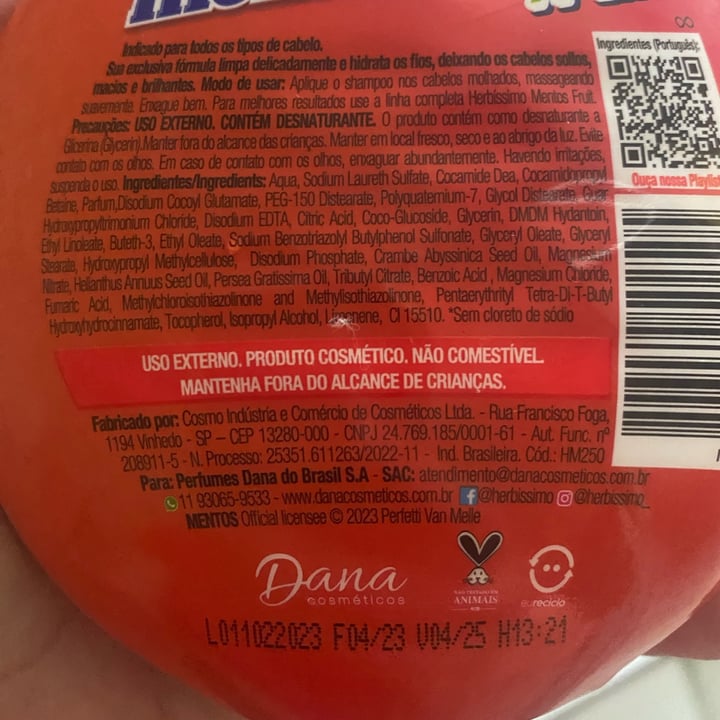 Indicado para todos os tipos de cabelo.
Sua exclusiva fórmula limpa delicadamente e hidrata os fios, deixando os cabelos soltos,
macios e brilhantes. Modo de usar: Aplique o shampoo nos cabelos molhados, massageando
suavemente. Enxague bem. Para melhores resultados use a linha completa Herbíssimo Mentos Fruit.
Precauções: USO EXTERNO. CONTÉM DESNATURANTE. O produto contém como desnaturante a
Glicerina (Glycerin).Manter fora do alcance das crianças. Manter em local fresco, seco e ao abrigo da luz. Evite
contato com os olhos. Em caso de contato com os olhos, enxaguar abundantemente. Havendo irritações,
suspenda o uso. Ingredientes/Ingredients: Aqua, Sodium Laureth Sulfate, Cocamide Dea, Cocamidopropyl
Betaine, Parfum,Disodium Cocoyl Glutamate, PEG-150 Distearate, Polyquaternium-7, Glycol Distearate, Guar
Hydroxypropyltrimonium Chloride, Disodium EDTA, Citric Acid, Coco-Glucoside, Glycerin, DMDM Hydantoin,
Ethyl Linoleate, Buteth-3, Ethyl Oleate, Sodium Benzotriazolyl Butylphenol Sulfonate, Glyceryl Oleate, Glyceryl
Stearate, Hydroxypropyl Methylcellulose, Disodium Phosphate, Crambe Abyssinica Seed Oil, Magnesium
Nitrate, Helianthus Annuus Seed Oil, Persea Gratissima Oil, Tributyl Citrate, Benzoic Acid , Magnesium Chloride,
Fumaric Acid, Methylchloroisothiazolinone and Methylisothiazolinone, Pentaerythrityl Tetra-Di-T-Butyl
Hydroxyhydrocinnamate, Tocopherol, Isopropyl Alcohol, Limonene, CI 15510. *Sem cloreto de sódio
Ingredientes (Português):
Ouça nossa Playlist
USO EXTERNO. PRODUTO COSMÉTICO. NÃO COMESTÍVEL.
MANTENHA FORA DO ALCANCE DE CRIANÇAS.
Fabricado por: Cosmo Indústria e Comércio de Cosméticos Ltda. - Rua Francisco Foga,
1194 Vinhedo - SP – CEP 13280-000 - CNPJ 24.769.185/0001-61 - Aut. Func. nº
208911-5 - N. Processo: 25351.611263/2022-11 - Ind. Brasileira. Cód.: HM250
Para: Perfumes Dana do Brasil S.A - SAC: atendimento@danacosmeticos.com.br
11 93065-9533 - www.danacosmeticos.com.br @herbissimo @herbissimo_
MENTOS Official licensee © 2023 Perfetti Van Melle
Dana
cosméticos
NÃO TESTADO EM
ANIMAIS
eureciclo
L011022023 F04/23 V04/25 H13:21